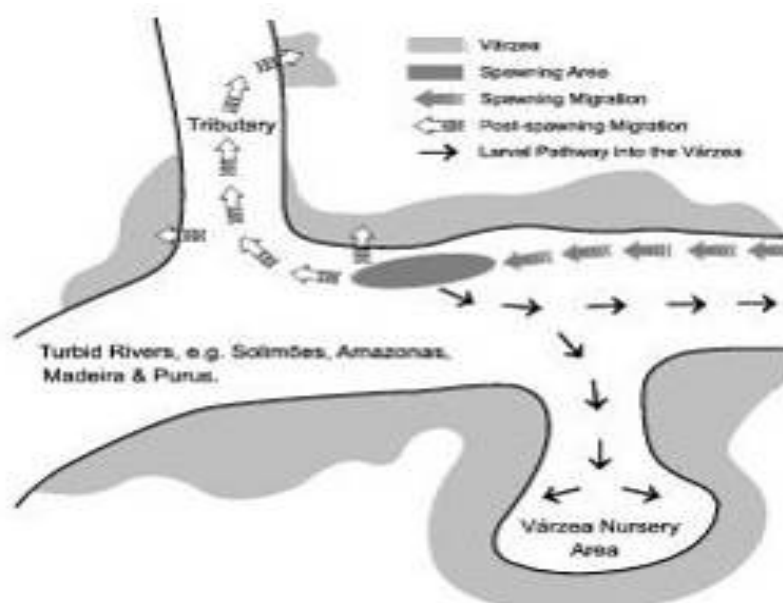 Várzea
Spawning Area
Spawning Migration
Post-spawning Migration
Larval Pathway into the Várzea
Tributary
Turbid Rivers, e.g. Solimões, Amazonas,
Madeira & Purus.
Várzea Nursery
Area